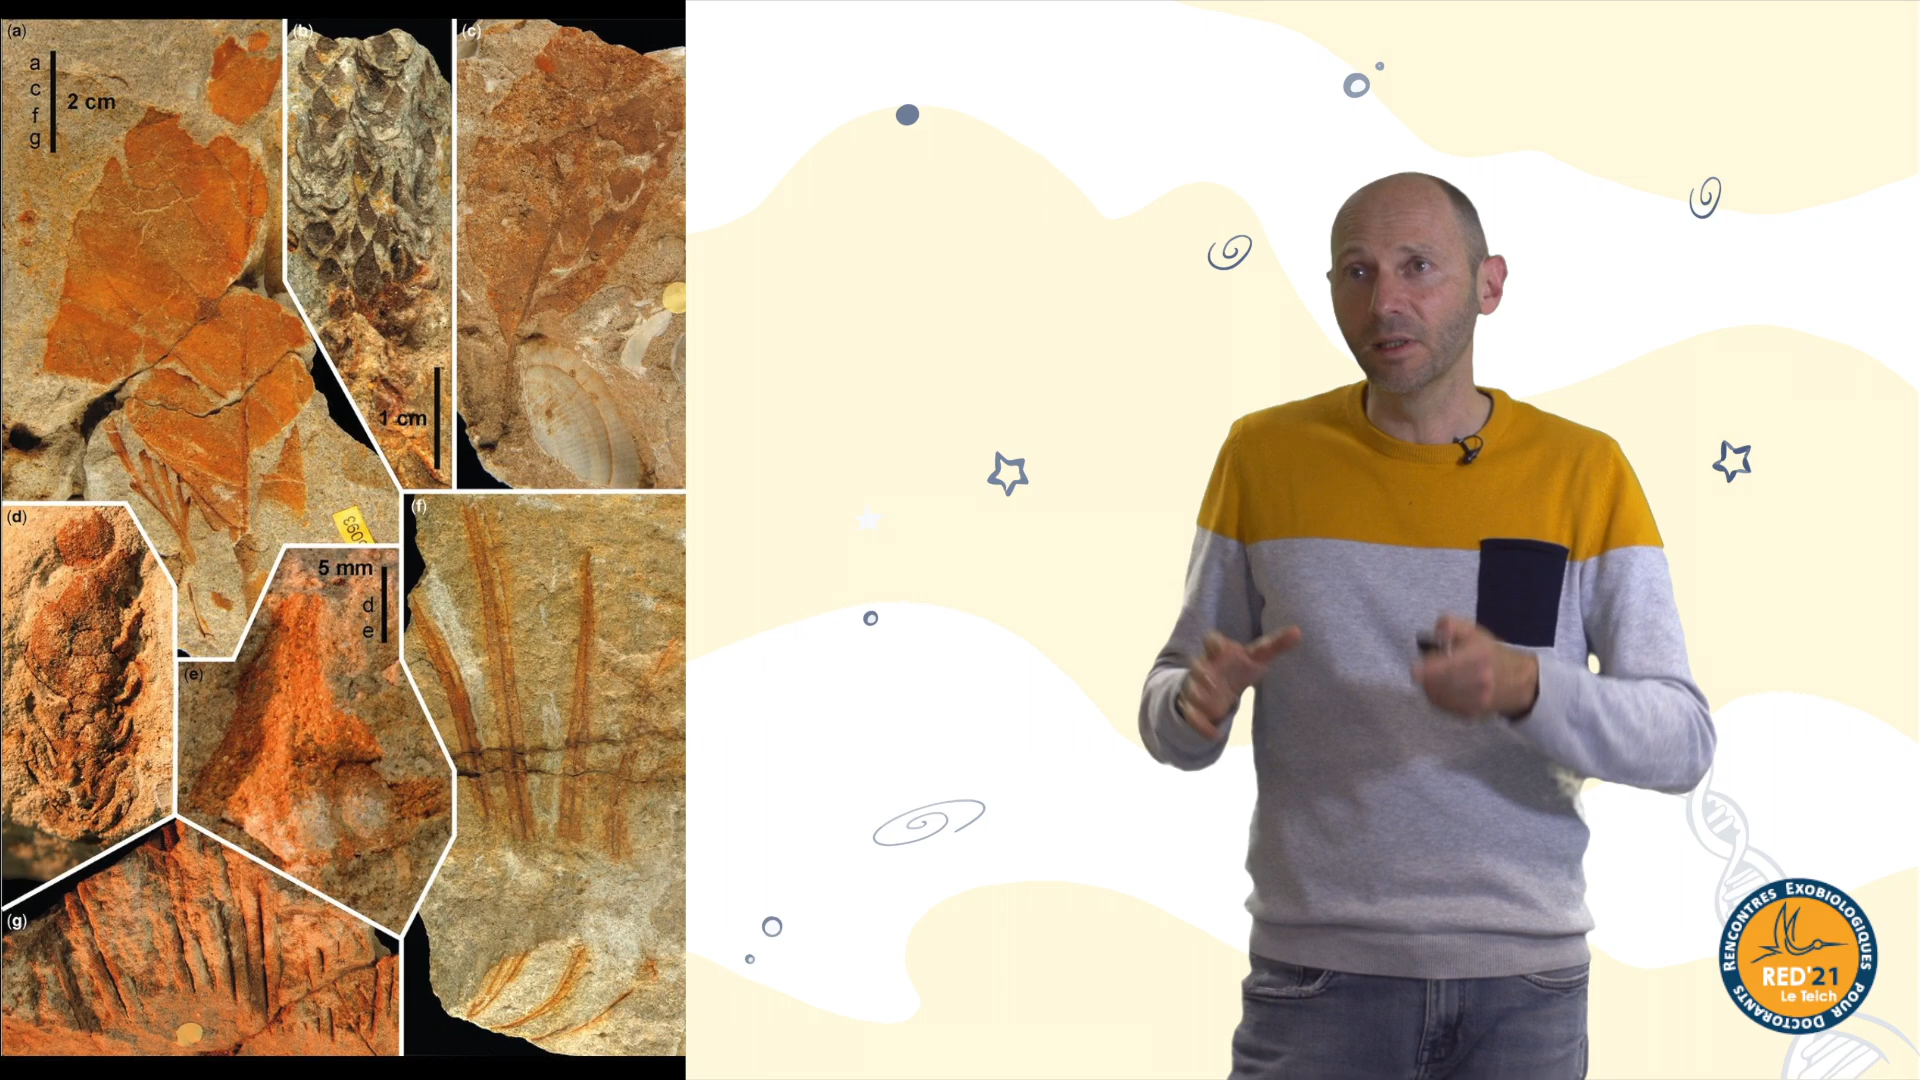 (a)
a
c
f
g
2 cm
(b)
1 cm
(c)
(d)
5 mm
d
e
(e)
(f)
(g)
RENCONTRES EXOBIOLOGIQUES POUR DOCTORANTS
RED'21
Le Teich